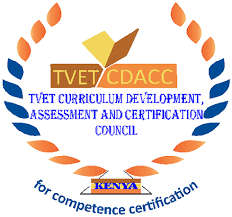 TVET CDACC
TVET CURRICULUM DEVELOPMENT,
ASSESSMENT AND CERTIFICATION
COUNCIL
KENYA
for competence certification